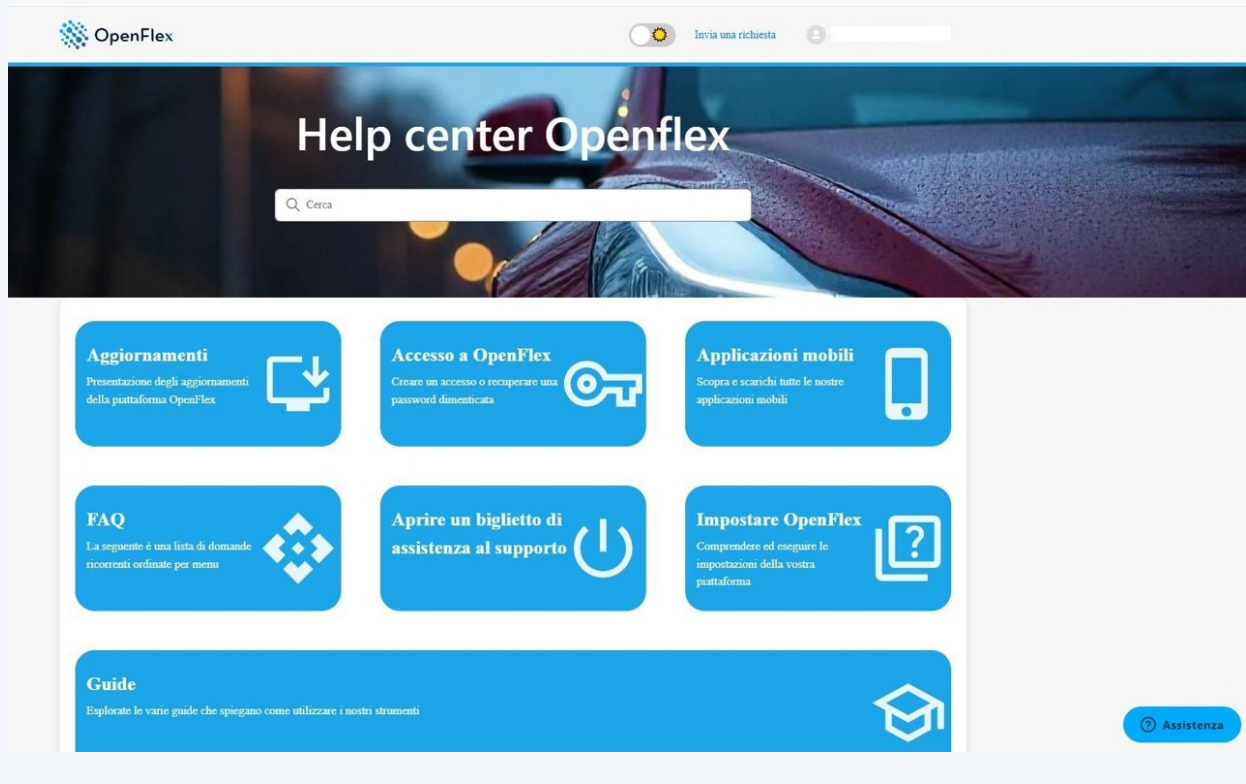 OpenFlex
Invia una richiesta
Help center Openflex
Cerca
Aggiornamenti
Presentazione degli aggiornamenti
della piattaforma OpenFlex
Accesso a OpenFlex
Creare un accesso o recuperare una
password dimenticata
Applicazioni mobili
Scopra e scarichi tutte le nostre
applicazioni mobili
FAQ
La seguente è una lista di domande
ricorrenti ordinate per menu
Aprire un biglietto di
assistenza al supporto
Impostare OpenFlex
Comprendere ed eseguire le
impostazioni della vostra
piattaforma
?
Guide
Esplorate le varie guide che spiegano come utilizzare i nostri strumenti
? Assistenza